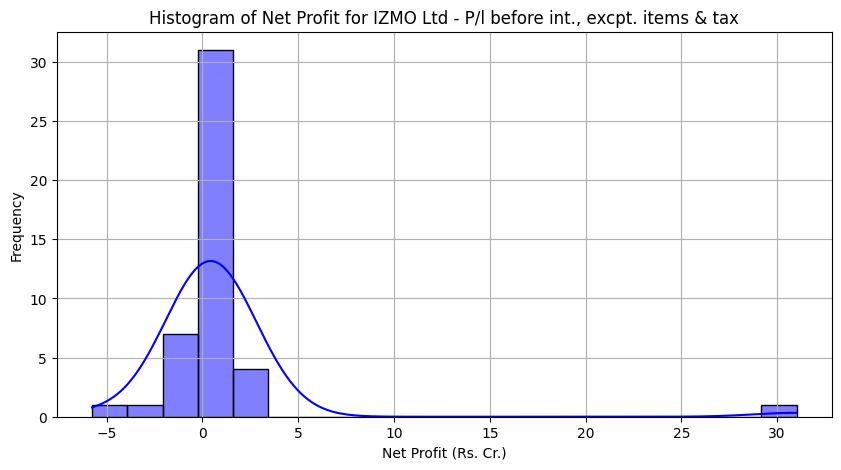 Histogram of Net Profit for IZMO Ltd - P/l before int., excpt. items & tax
30
25
20
15
10
5
0
Frequency
−5 0 5 10 15 20 25 30
Net Profit (Rs. Cr.)